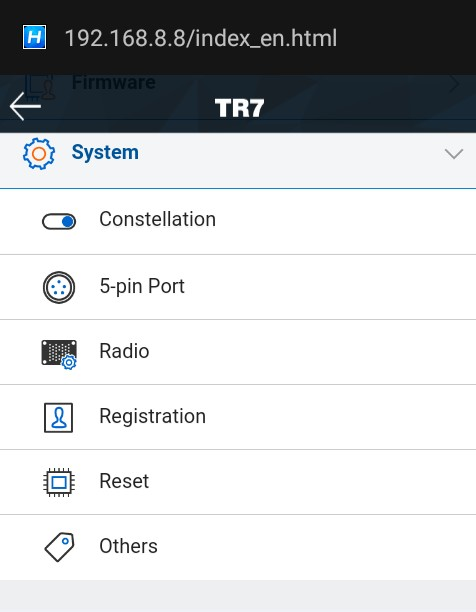 H 192.168.8.8/index_en.html
Firmware
TR7
System
Constellation
5-pin Port
Radio
Registration
Reset
Others